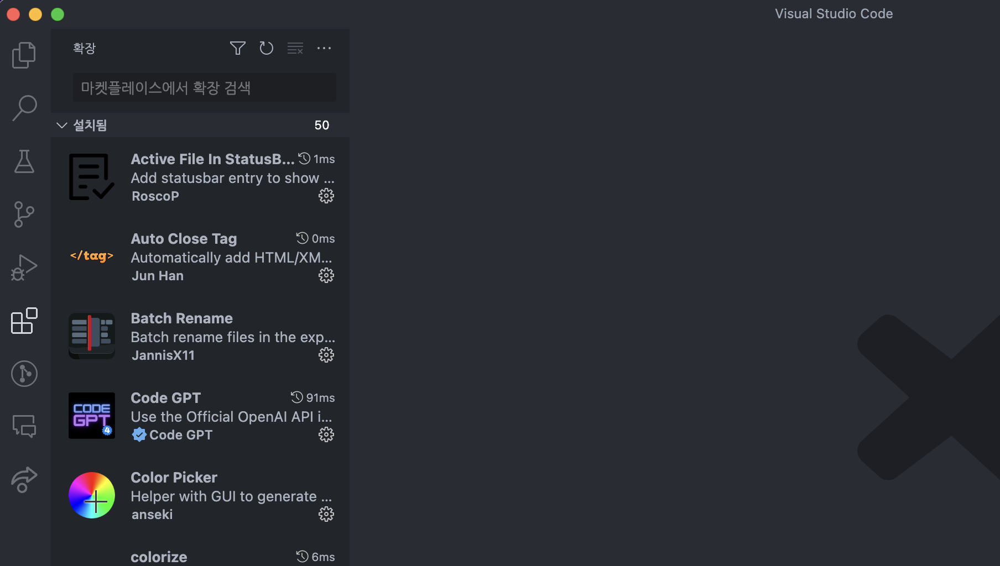 Visual Studio Code
확장
마켓플레이스에서 확장 검색
설치됨 50
Active File In StatusB... 1ms
Add statusbar entry to show ...
RoscoP
</tag>
Auto Close Tag 0ms
Automatically add HTML/XM...
Jun Han
Batch Rename
Batch rename files in the exp...
JannisX11
CODE
GPT
4
Code GPT 91ms
Use the Official OpenAI API i...
Code GPT
Color Picker
Helper with GUI to generate ...
anseki
colorize 6ms